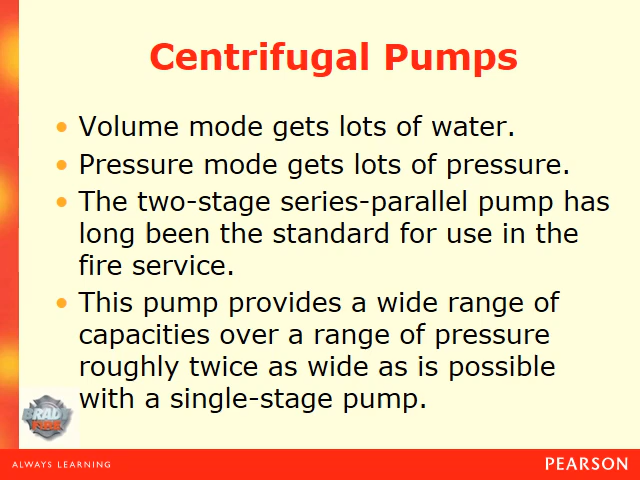 Centrifugal Pumps
• Volume mode gets lots of water.
• Pressure mode gets lots of pressure.
• The two-stage series-parallel pump has
long been the standard for use in the
fire service.
• This pump provides a wide range of
capacities over a range of pressure
roughly twice as wide as is possible
with a single-stage pump.
BRADY
FIRE
ALWAYS LEARNING
PEARSON